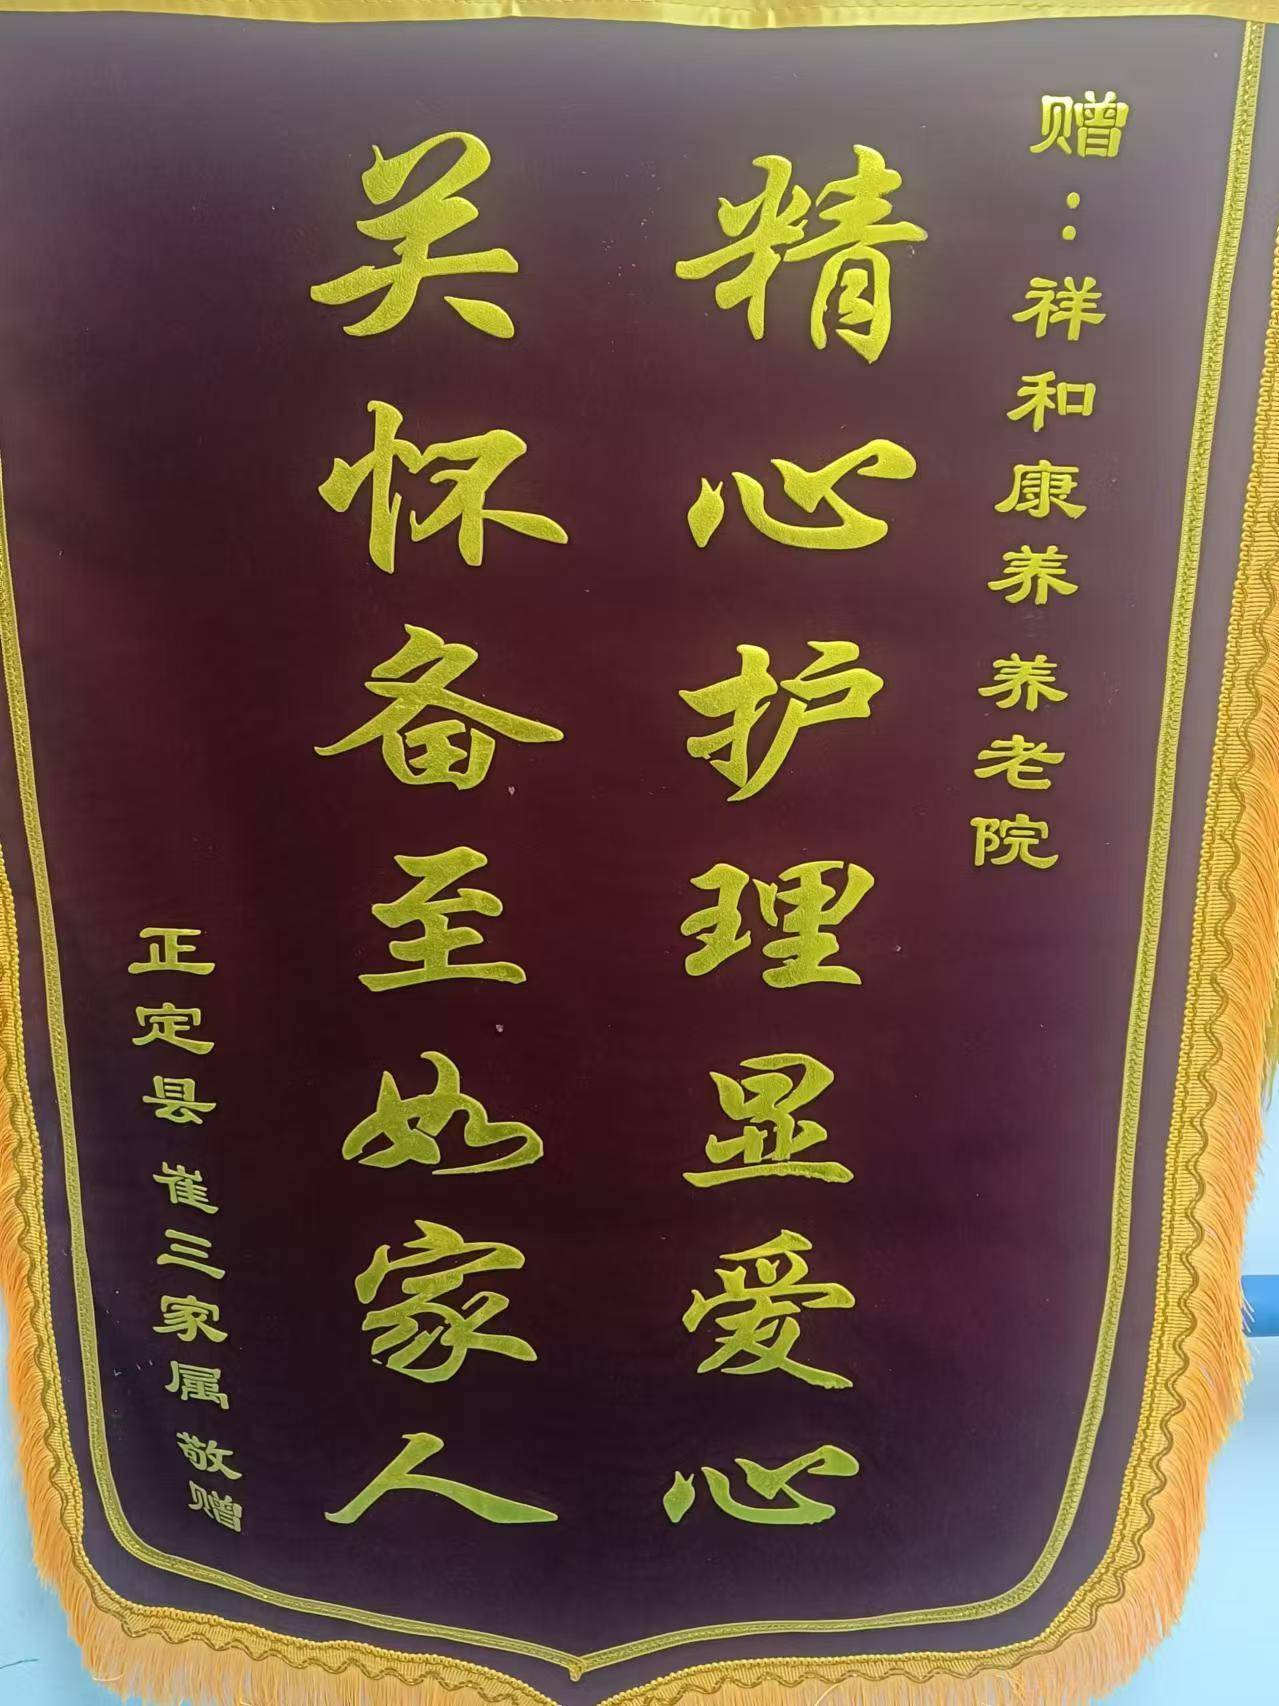 赠：祥和康养 养老院
精心护理显爱心
关怀备至如家人
正定县 崔三家属 敬赠